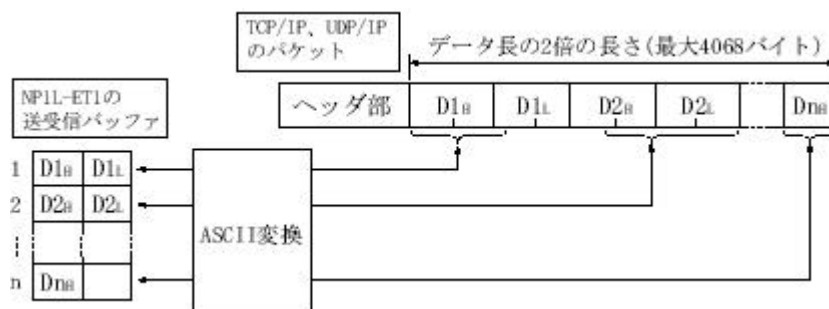 TCP/IP、UDP/IP
のパケット
データ長の2倍の長さ(最大4068バイト)
NP1L-ET1の
送受信バッファ
ヘッダ部 D1H D1L D2H D2L DnH
1 D1H D1L
2 D2H D2L
n DnH
ASCII変換